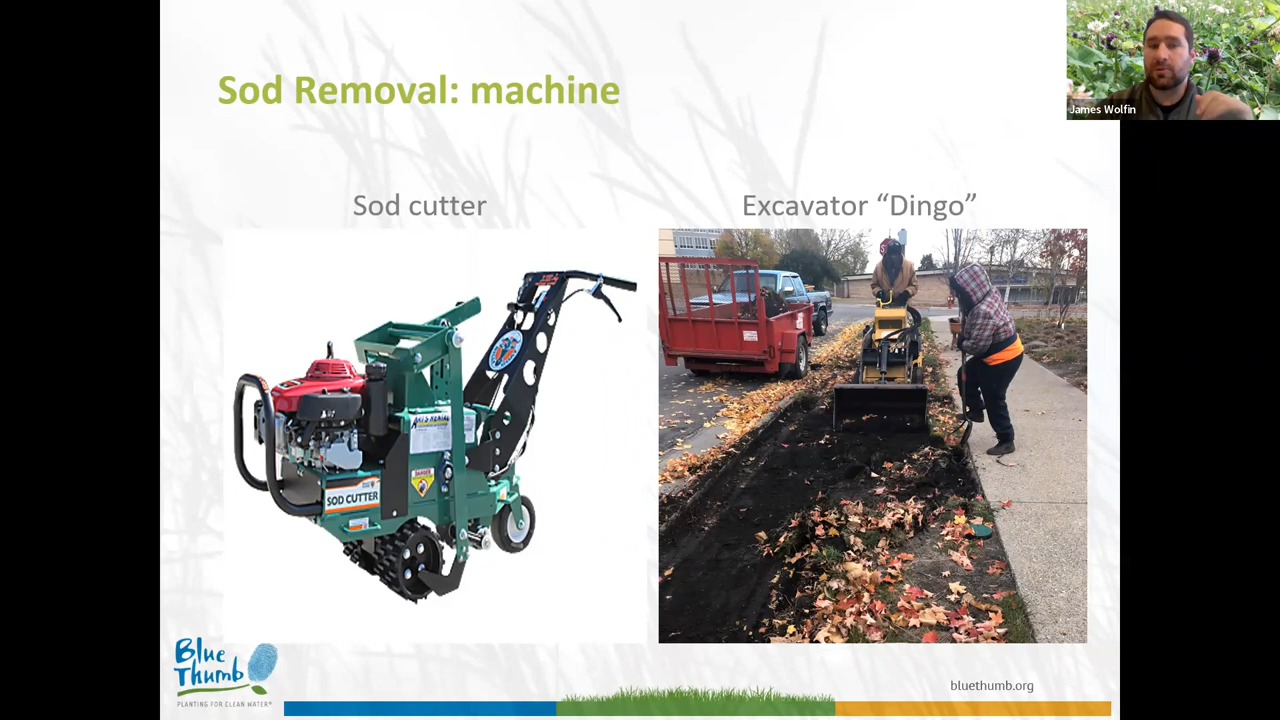 Sod Removal: machine
James Wolfin
Sod cutter
Excavator “Dingo”
SOD CUTTER
DANGER
Blue
Thumb
PLANTING FOR CLEAN WATER®
bluethumb.org